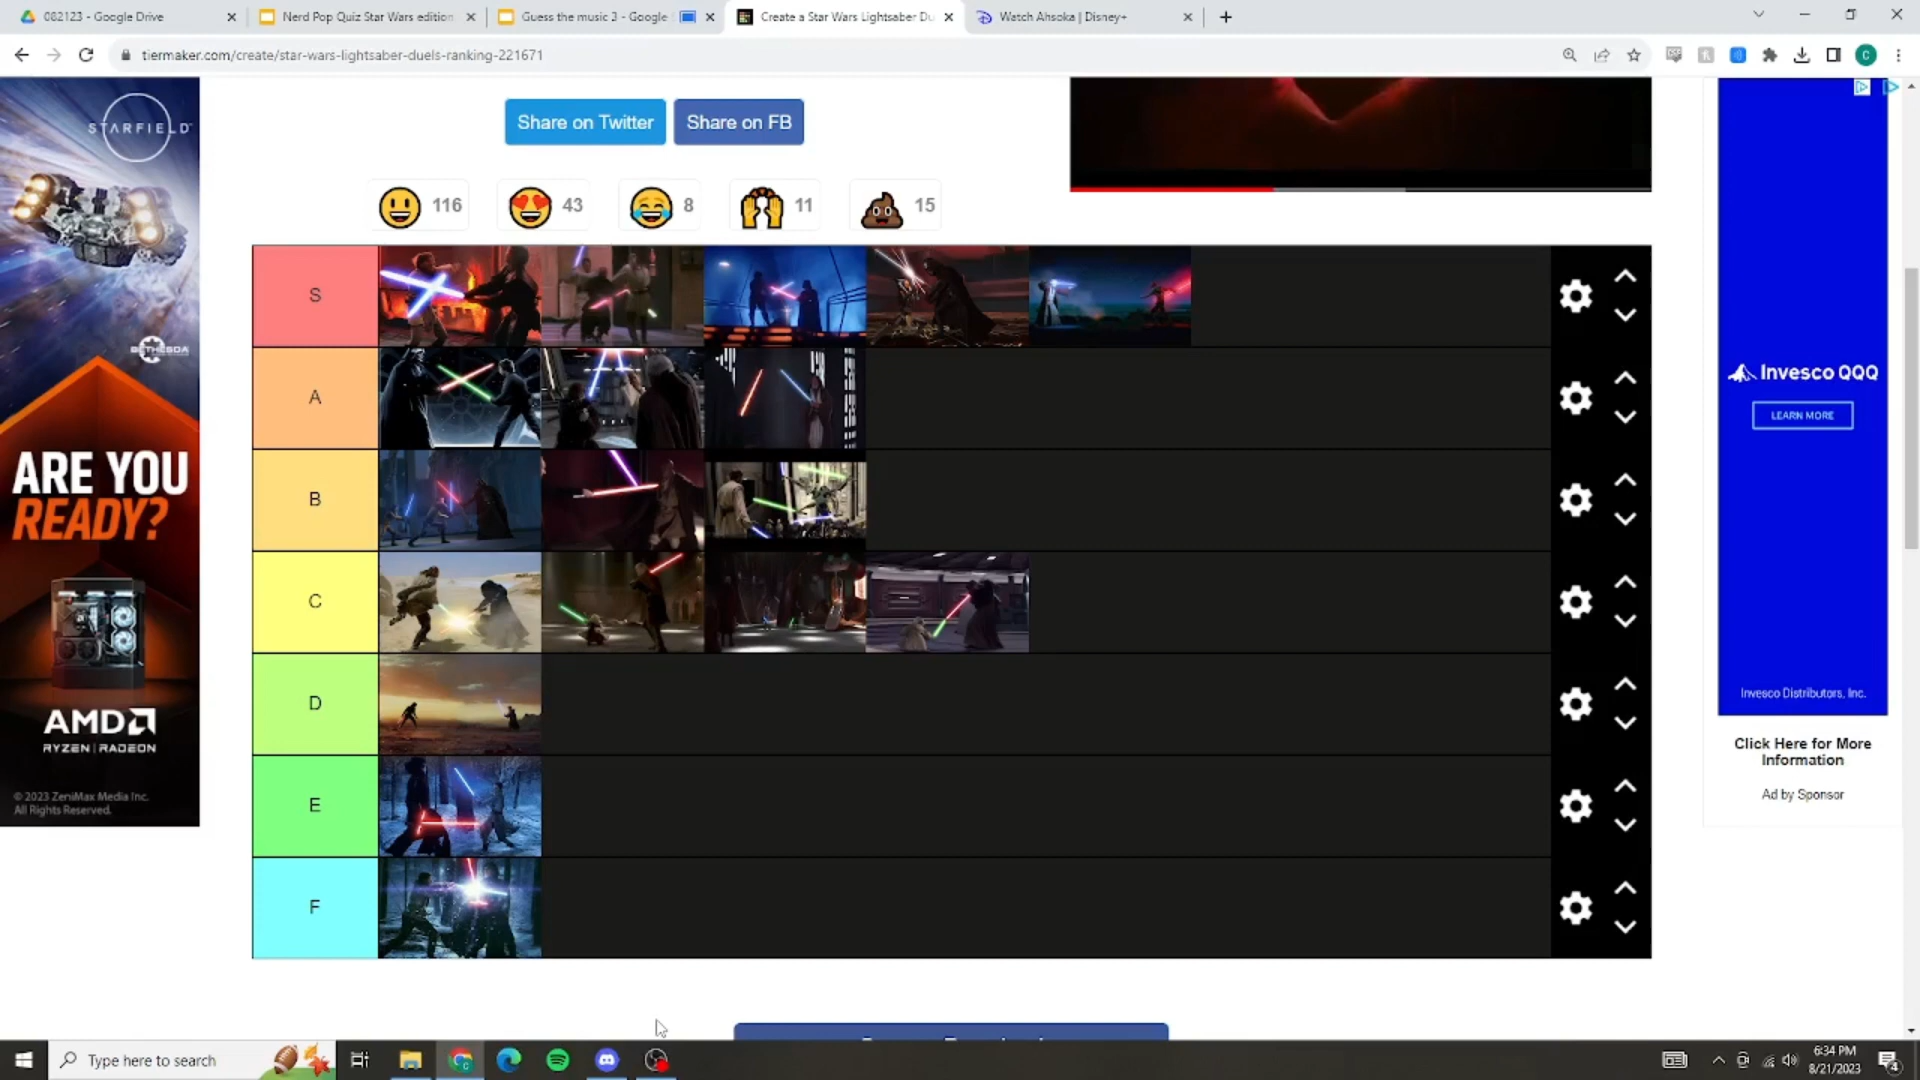 082123 - Google Drive
Nerd Pop Quiz Star Wars edition
Guess the music 3 - Google
Create a Star Wars Lightsaber Du
Watch Ahsoka | Disney+
tiermaker.com/create/star-wars-lightsaber-duels-ranking-221671
C
STARFIELD
BETHESDA
ARE YOU
READY?
AMD
RYZEN | RADEON
© 2023 ZeniMax Media Inc.
All Rights Reserved.
Share on Twitter
Share on FB
116
43
8
11
15
S
A
B
C
D
E
F
Invesco QQQ
LEARN MORE
Invesco Distributors, Inc.
Click Here for More
Information
Ad by Sponsor
Type here to search
6:34 PM
8/21/2023
4